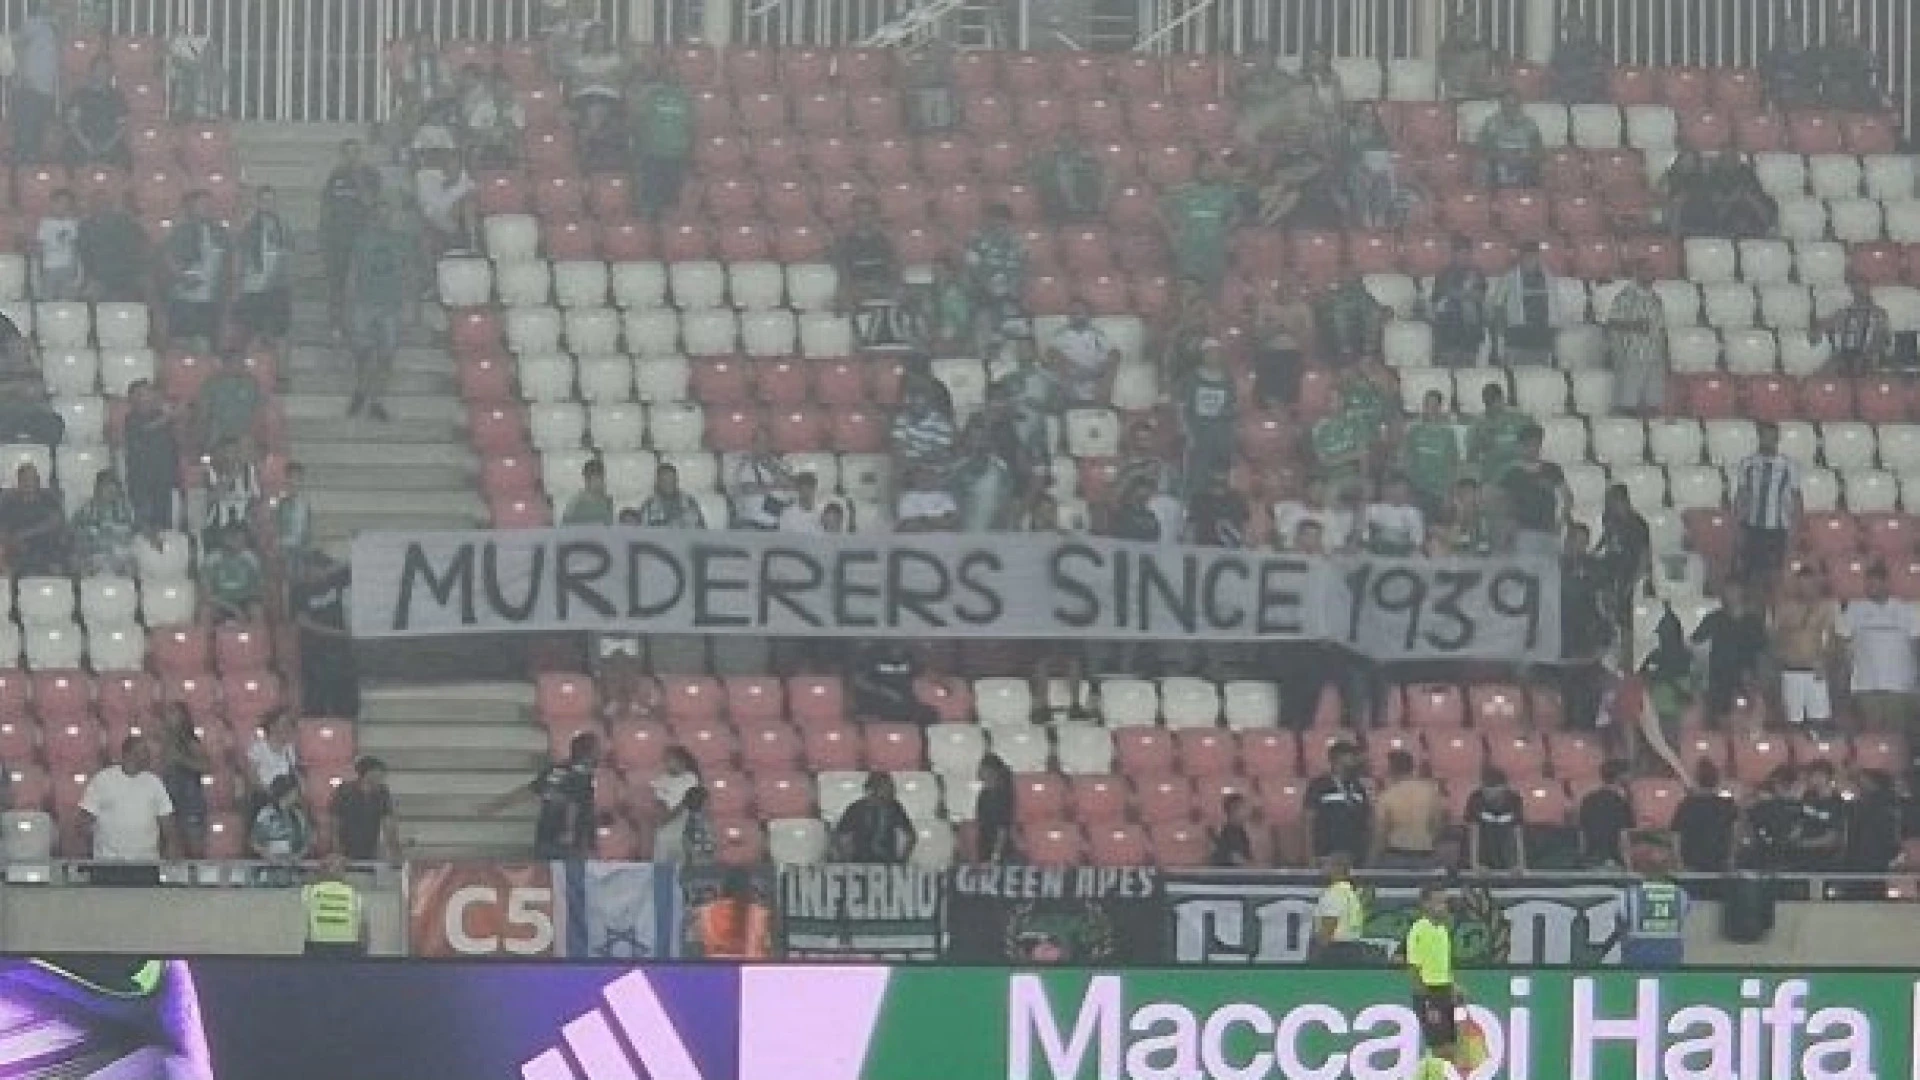 MURDERERS SINCE 1939
C5
INFERNO
GREEN APES
Maccabi Haifa